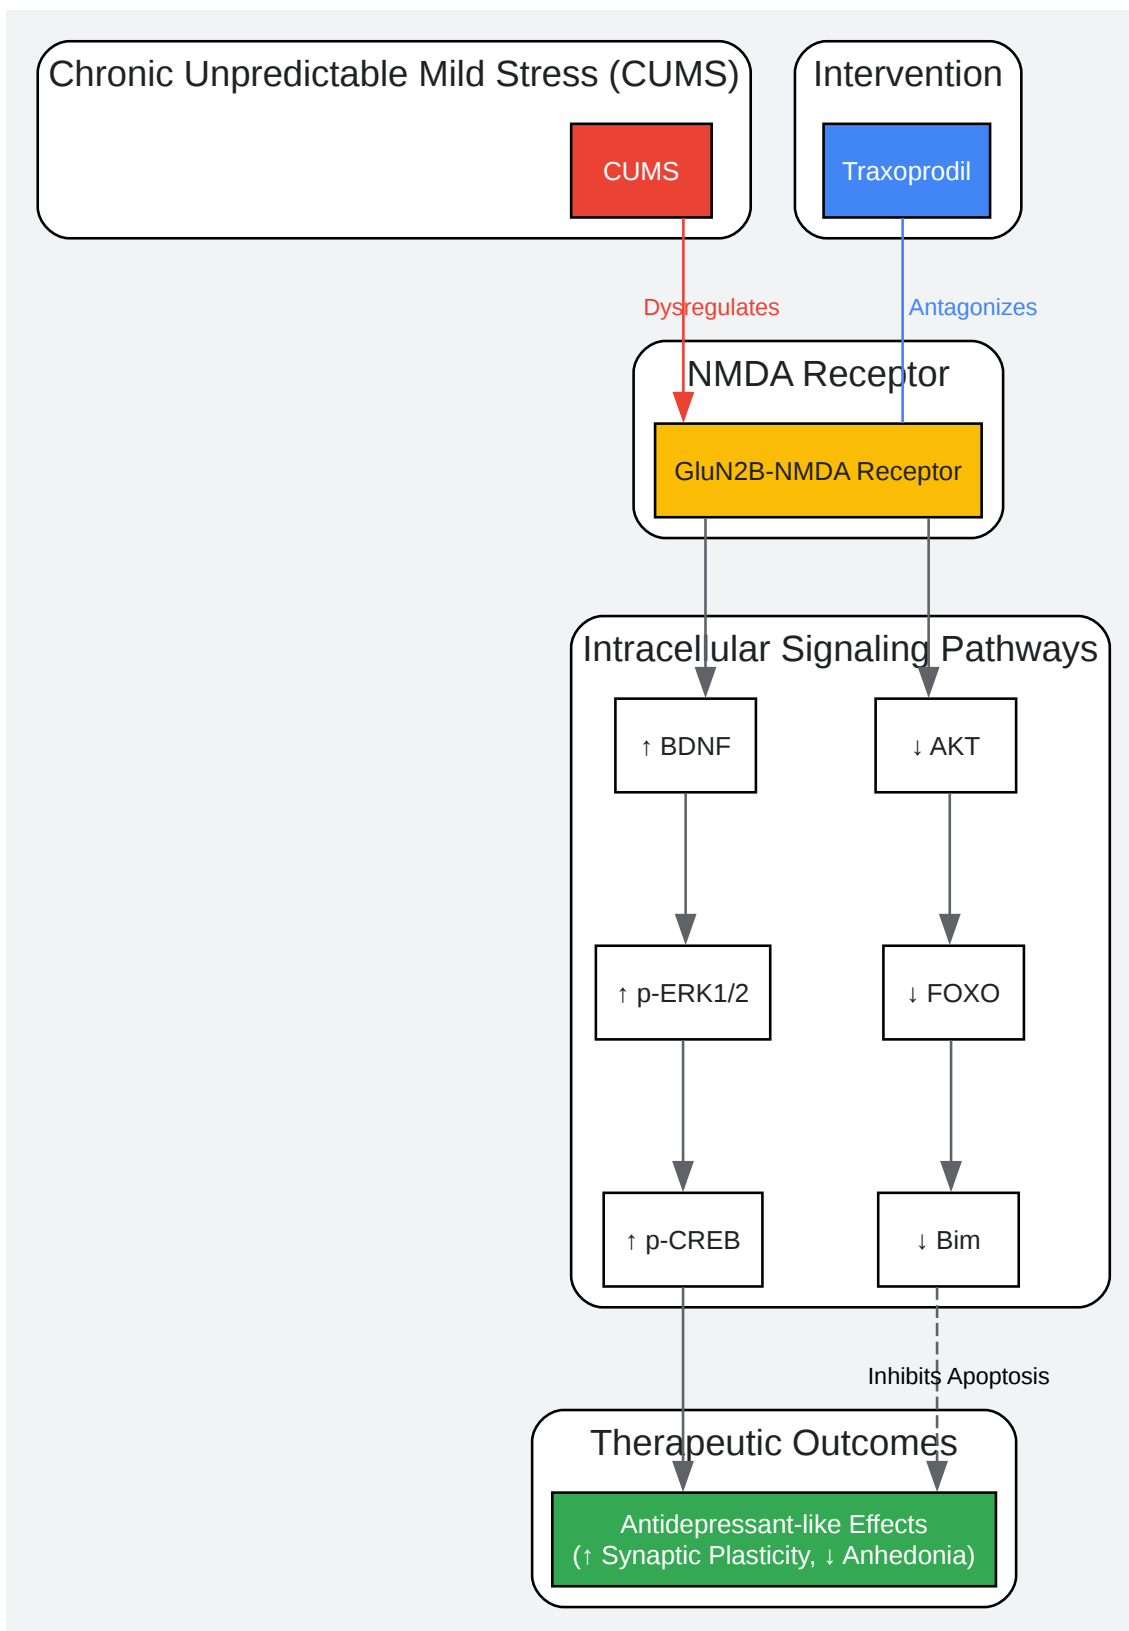 Chronic Unpredictable Mild Stress (CUMS)
Intervention
CUMS
Traxoprodil
Dysregulates
Antagonizes
NMDA Receptor
GluN2B-NMDA Receptor
Intracellular Signaling Pathways
↑ BDNF
↓ AKT
↑ p-ERK1/2
↓ FOXO
↑ p-CREB
↓ Bim
Inhibits Apoptosis
Therapeutic Outcomes
Antidepressant-like Effects
(↑ Synaptic Plasticity, ↓ Anhedonia)